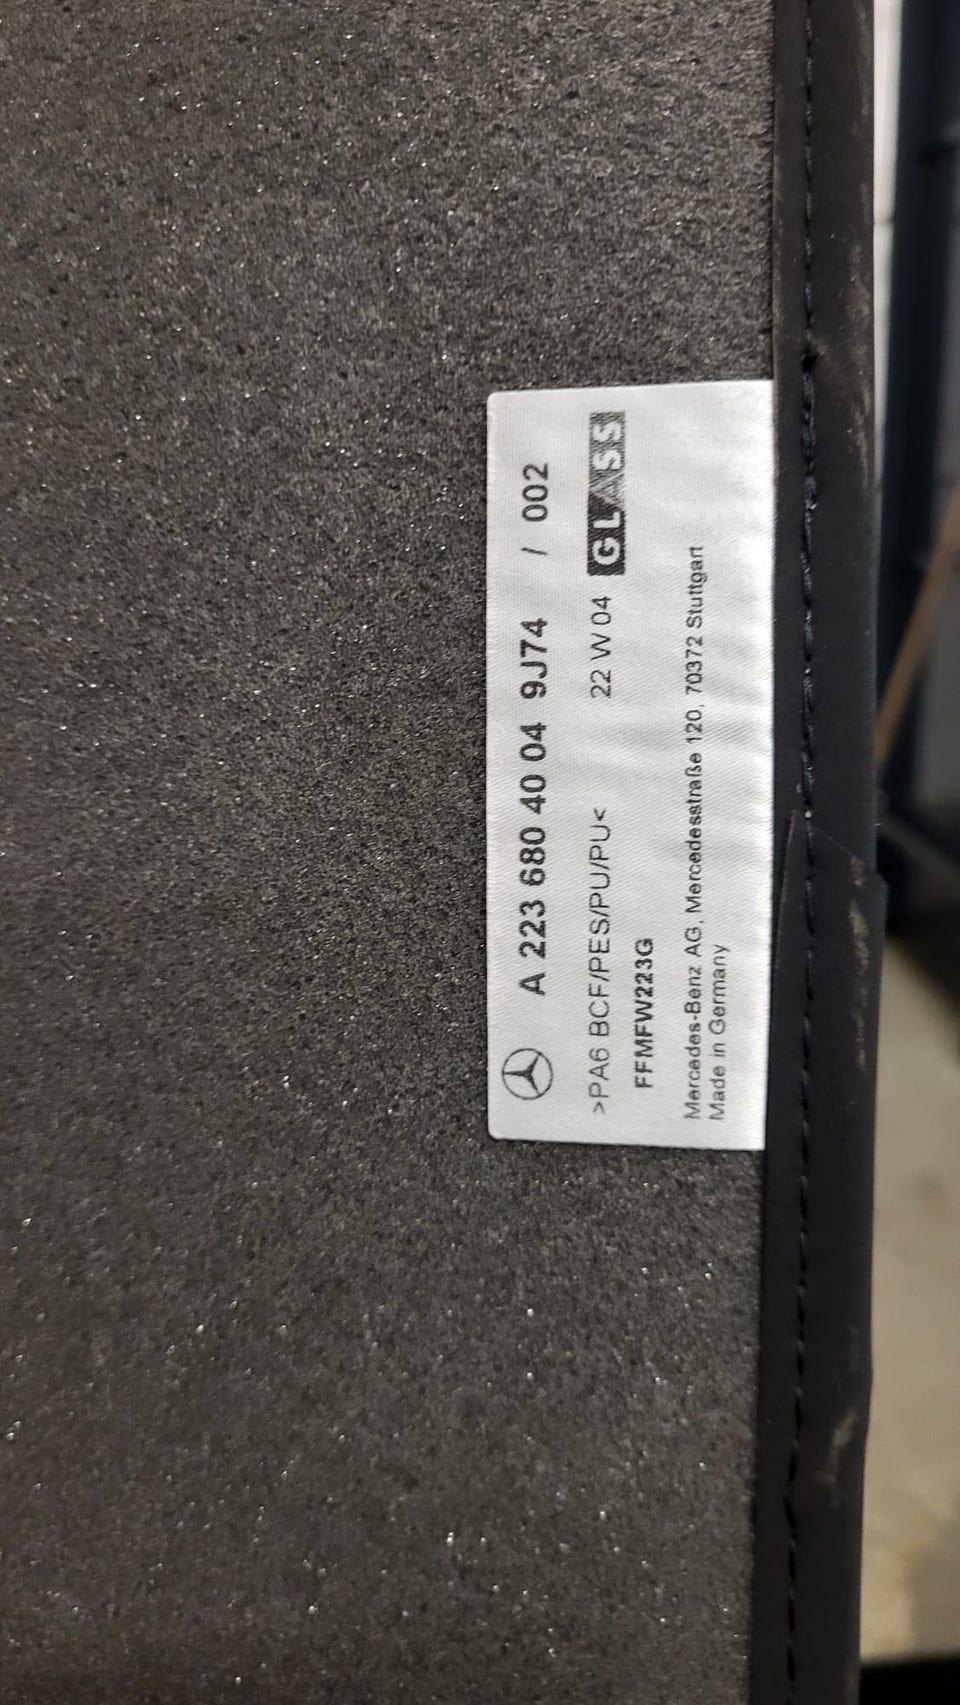 A 223 680 40 04 9J74 / 002
>PA6 BCF/PES/PU/PU< 22 W 04 GLASS
FFMFW223G
Mercedes-Benz AG, Mercedesstraße 120, 70372 Stuttgart
Made in Germany